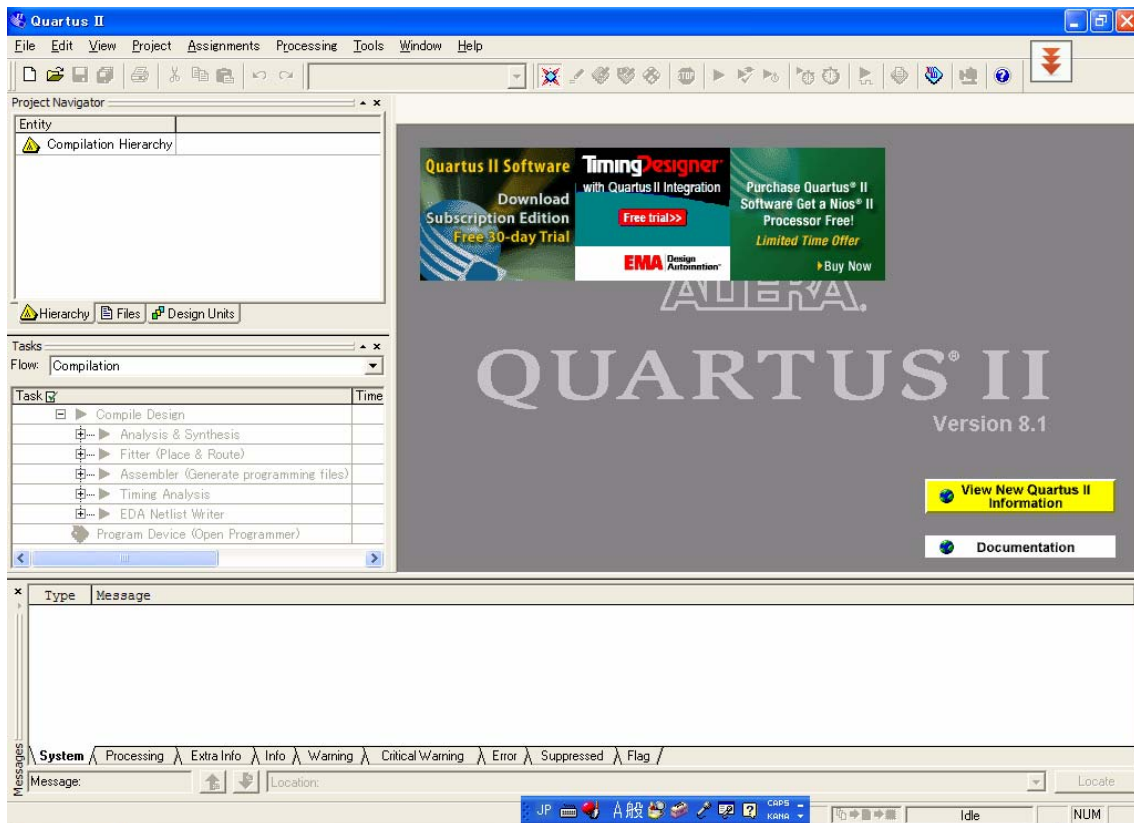 Quartus II
File Edit View Project Assignments Processing Tools Window Help
STOP
Project Navigator
Entity
Compilation Hierarchy
Hierarchy Files Design Units
Tasks
Flow: Compilation
Task Time
Compile Design
Analysis & Synthesis
Fitter (Place & Route)
Assembler (Generate programming files)
Timing Analysis
EDA Netlist Writer
Program Device (Open Programmer)
Quartus II Software
Download
Subscription Edition
Free 30-day Trial
TimingDesigner
with Quartus II Integration
Free trial>>
EMA Design
Automation
Purchase Quartus® II
Software Get a Nios® II
Processor Free!
Limited Time Offer
Buy Now
ALTERA.
QUARTUS® II
Version 8.1
View New Quartus II
Information
Documentation
Type Message
System Processing Extra Info Info Warning Critical Warning Error Suppressed Flag
Messages
Message: Location: Locate
JP A 般 CAPS
KANA
Idle NUM